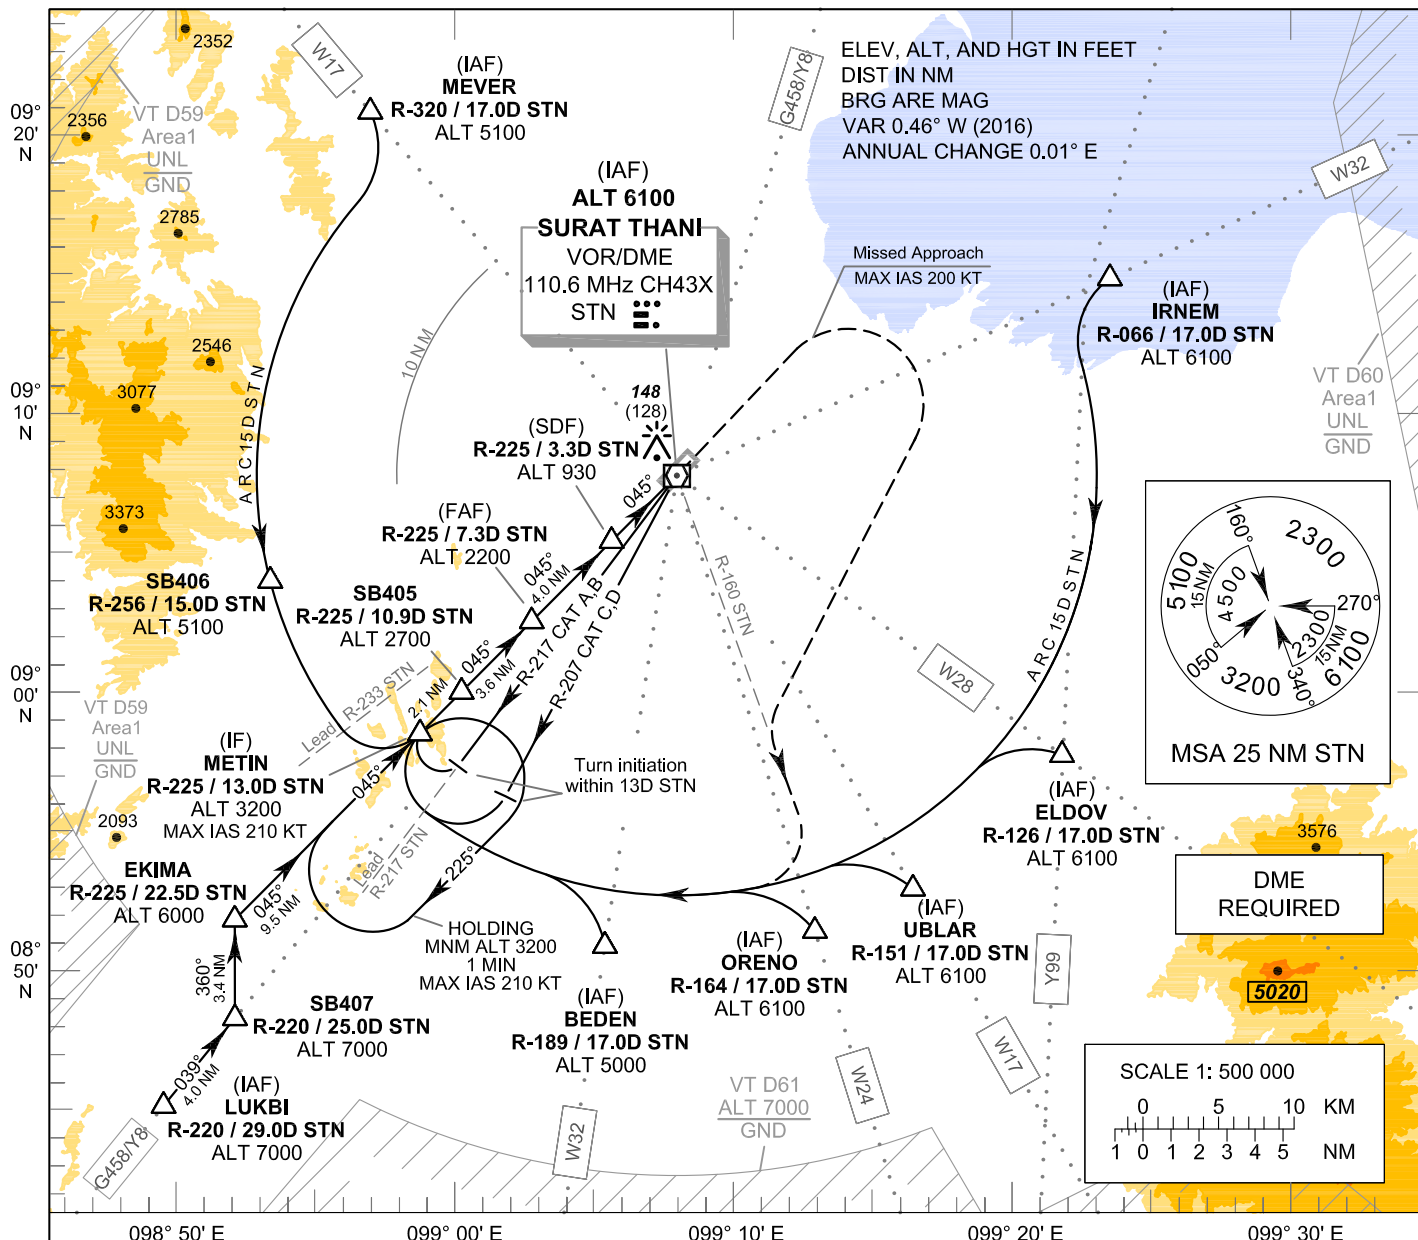 2352
W17
(IAF)
MEVER
R-320 / 17.0D STN
ALT 5100
G458/Y8
ELEV, ALT, AND HGT IN FEET
DIST IN NM
BRG ARE MAG
VAR 0.46° W (2016)
ANNUAL CHANGE 0.01° E
09°
20'
N
2356
VT D59
Area1
UNL
GND
2785
W32
(IAF)
ALT 6100
SURAT THANI
VOR/DME
110.6 MHz CH43X
STN
Missed Approach
MAX IAS 200 KT
(IAF)
IRNEM
R-066 / 17.0D STN
ALT 6100
10 NM
2546
3077
ARC 15D STN
09°
10'
N
VT D60
Area1
UNL
GND
148
(128)
(SDF)
R-225 / 3.3D STN
ALT 930
045°
3373
(FAF)
R-225 / 7.3D STN
ALT 2200
045°
4.0 NM
160°
2300
5100
15 NM
4500
270°
2300
15 NM
6100
050°
3200
340°
MSA 25 NM STN
SB406
R-256 / 15.0D STN
ALT 5100
SB405
R-225 / 10.9D STN
ALT 2700
R-217 CAT A,B
R-207 CAT C,D
R-160 STN
ARC 15D STN
045°
3.6 NM
W28
09°
00'
N
Lead R-233 STN
2.1 NM
VT D59
Area1
UNL
GND
(IF)
METIN
R-225 / 13.0D STN
ALT 3200
MAX IAS 210 KT
045°
Turn initiation
within 13D STN
(IAF)
ELDOV
R-126 / 17.0D STN
ALT 6100
2093
3576
Lead
R-217 STN
225°
EKIMA
R-225 / 22.5D STN
ALT 6000
045°
9.5 NM
DME
REQUIRED
HOLDING
MNM ALT 3200
1 MIN
MAX IAS 210 KT
(IAF)
UBLAR
R-151 / 17.0D STN
ALT 6100
(IAF)
ORENO
R-164 / 17.0D STN
ALT 6100
08°
50'
N
360°
3.4 NM
Y99
5020
SB407
R-220 / 25.0D STN
ALT 7000
(IAF)
BEDEN
R-189 / 17.0D STN
ALT 5000
W17
039°
4.0 NM
(IAF)
LUKBI
R-220 / 29.0D STN
ALT 7000
G458/Y8
VT D61
ALT 7000
GND
W24
W32
SCALE 1: 500 000
0 5 10 KM
1 0 1 2 3 4 5 NM
098° 50' E 099° 00' E 099° 10' E 099° 20' E 099° 30' E